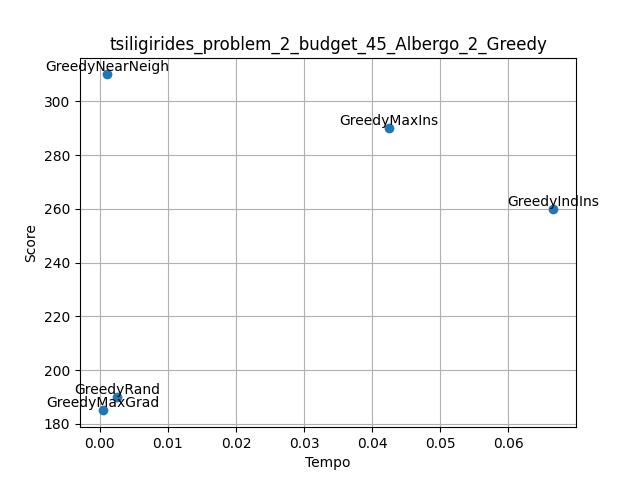 tsiligirides_problem_2_budget_45_Albergo_2_Greedy
GreedyNearNeigh
GreedyMaxIns
GreedyIndIns
GreedyRand
GreedyMaxGrad
Score
300
280
260
240
220
200
180
0.00 0.01 0.02 0.03 0.04 0.05 0.06
Tempo